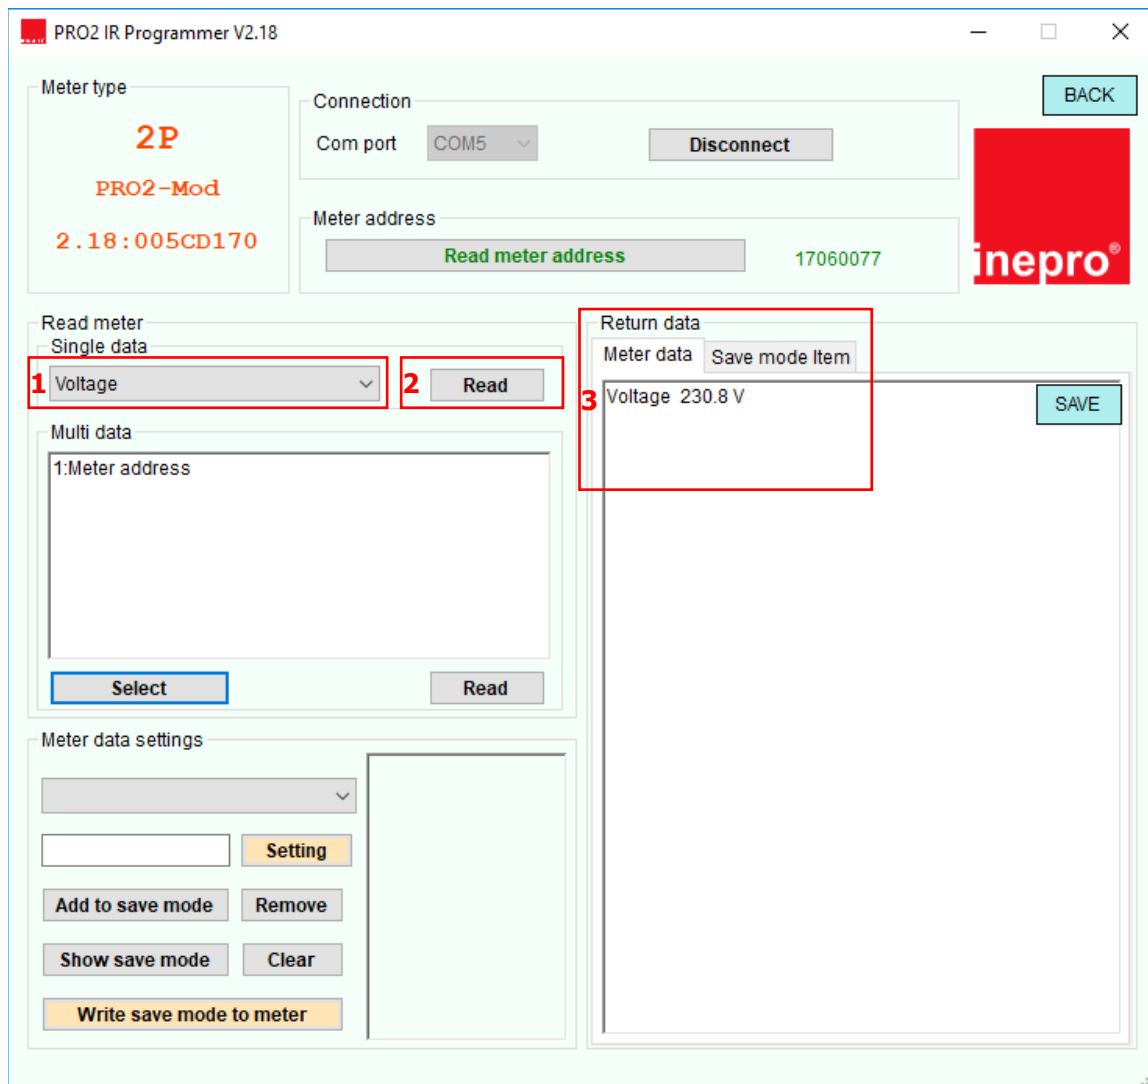 PRO2 IR Programmer V2.18
Meter type
2P
PRO2-Mod
2.18:005CD170
Connection
Com port COM5 Disconnect
BACK
Meter address
Read meter address 17060077
inepro®
Read meter
Single data
1 Voltage 2 Read
Multi data
1:Meter address
Select Read
Return data
Meter data Save mode Item
3 Voltage 230.8 V SAVE
Meter data settings
Setting
Add to save mode Remove
Show save mode Clear
Write save mode to meter